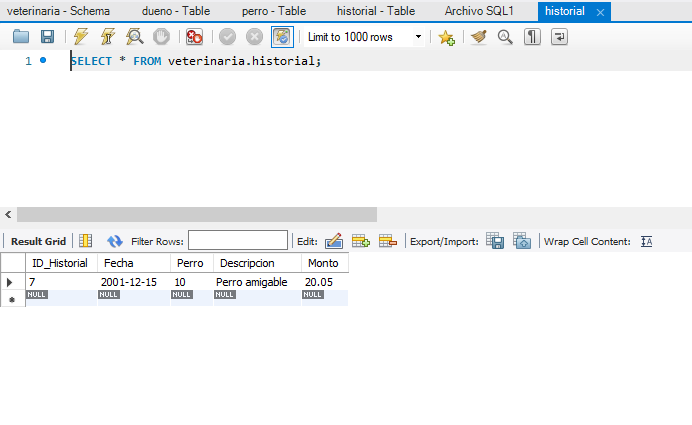 veterinaria - Schema dueno - Table perro - Table historial - Table Archivo SQL1 historial
Limit to 1000 rows
1 SELECT * FROM veterinaria.historial;
Result Grid Filter Rows: Edit: Export/Import: Wrap Cell Content:
ID_Historial Fecha Perro Descripcion Monto
7 2001-12-15 10 Perro amigable 20.05
NULL NULL NULL NULL NULL